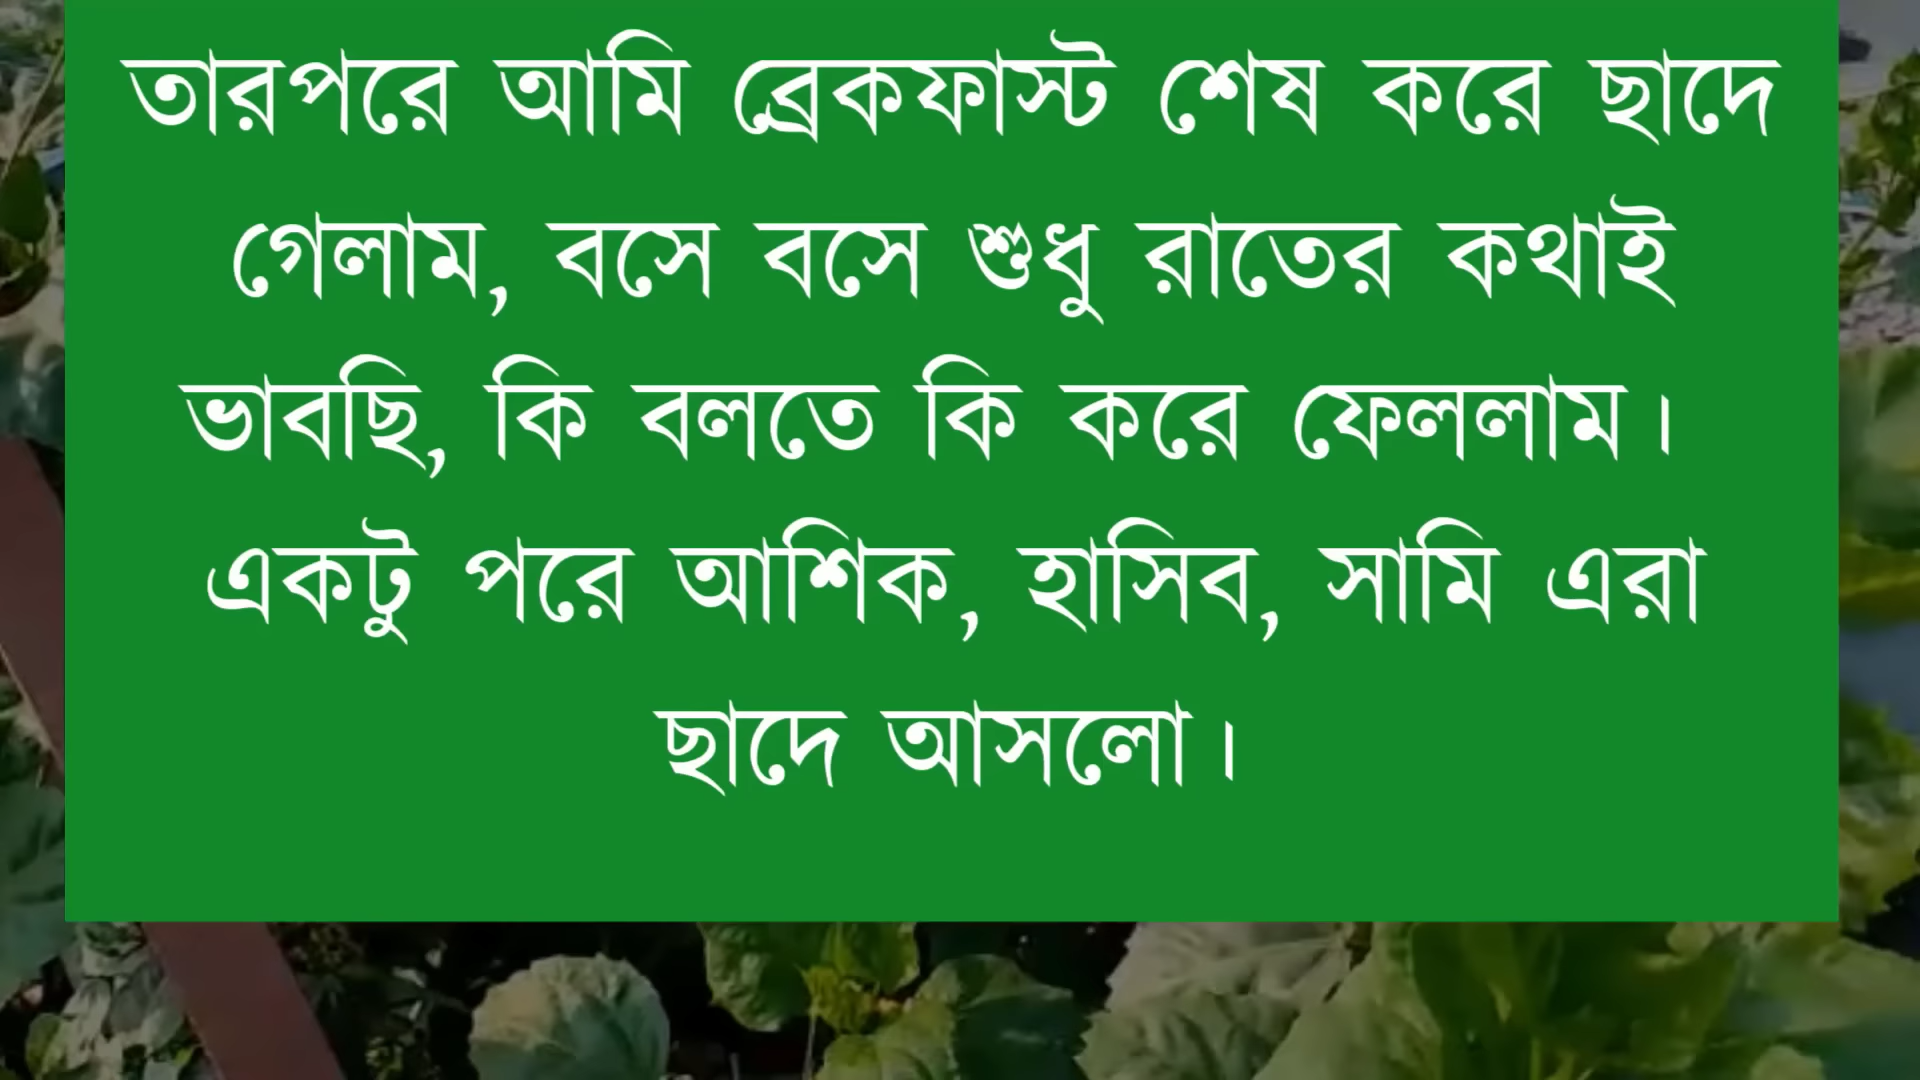 তারপরে আমি ব্রেকফাস্ট শেষ করে ছাদে
গেলাম, বসে বসে শুধু রাতের কথাই
ভাবছি, কি বলতে কি করে ফেললাম।
একটু পরে আশিক, হাসিব, সামি এরা
ছাদে আসলো।